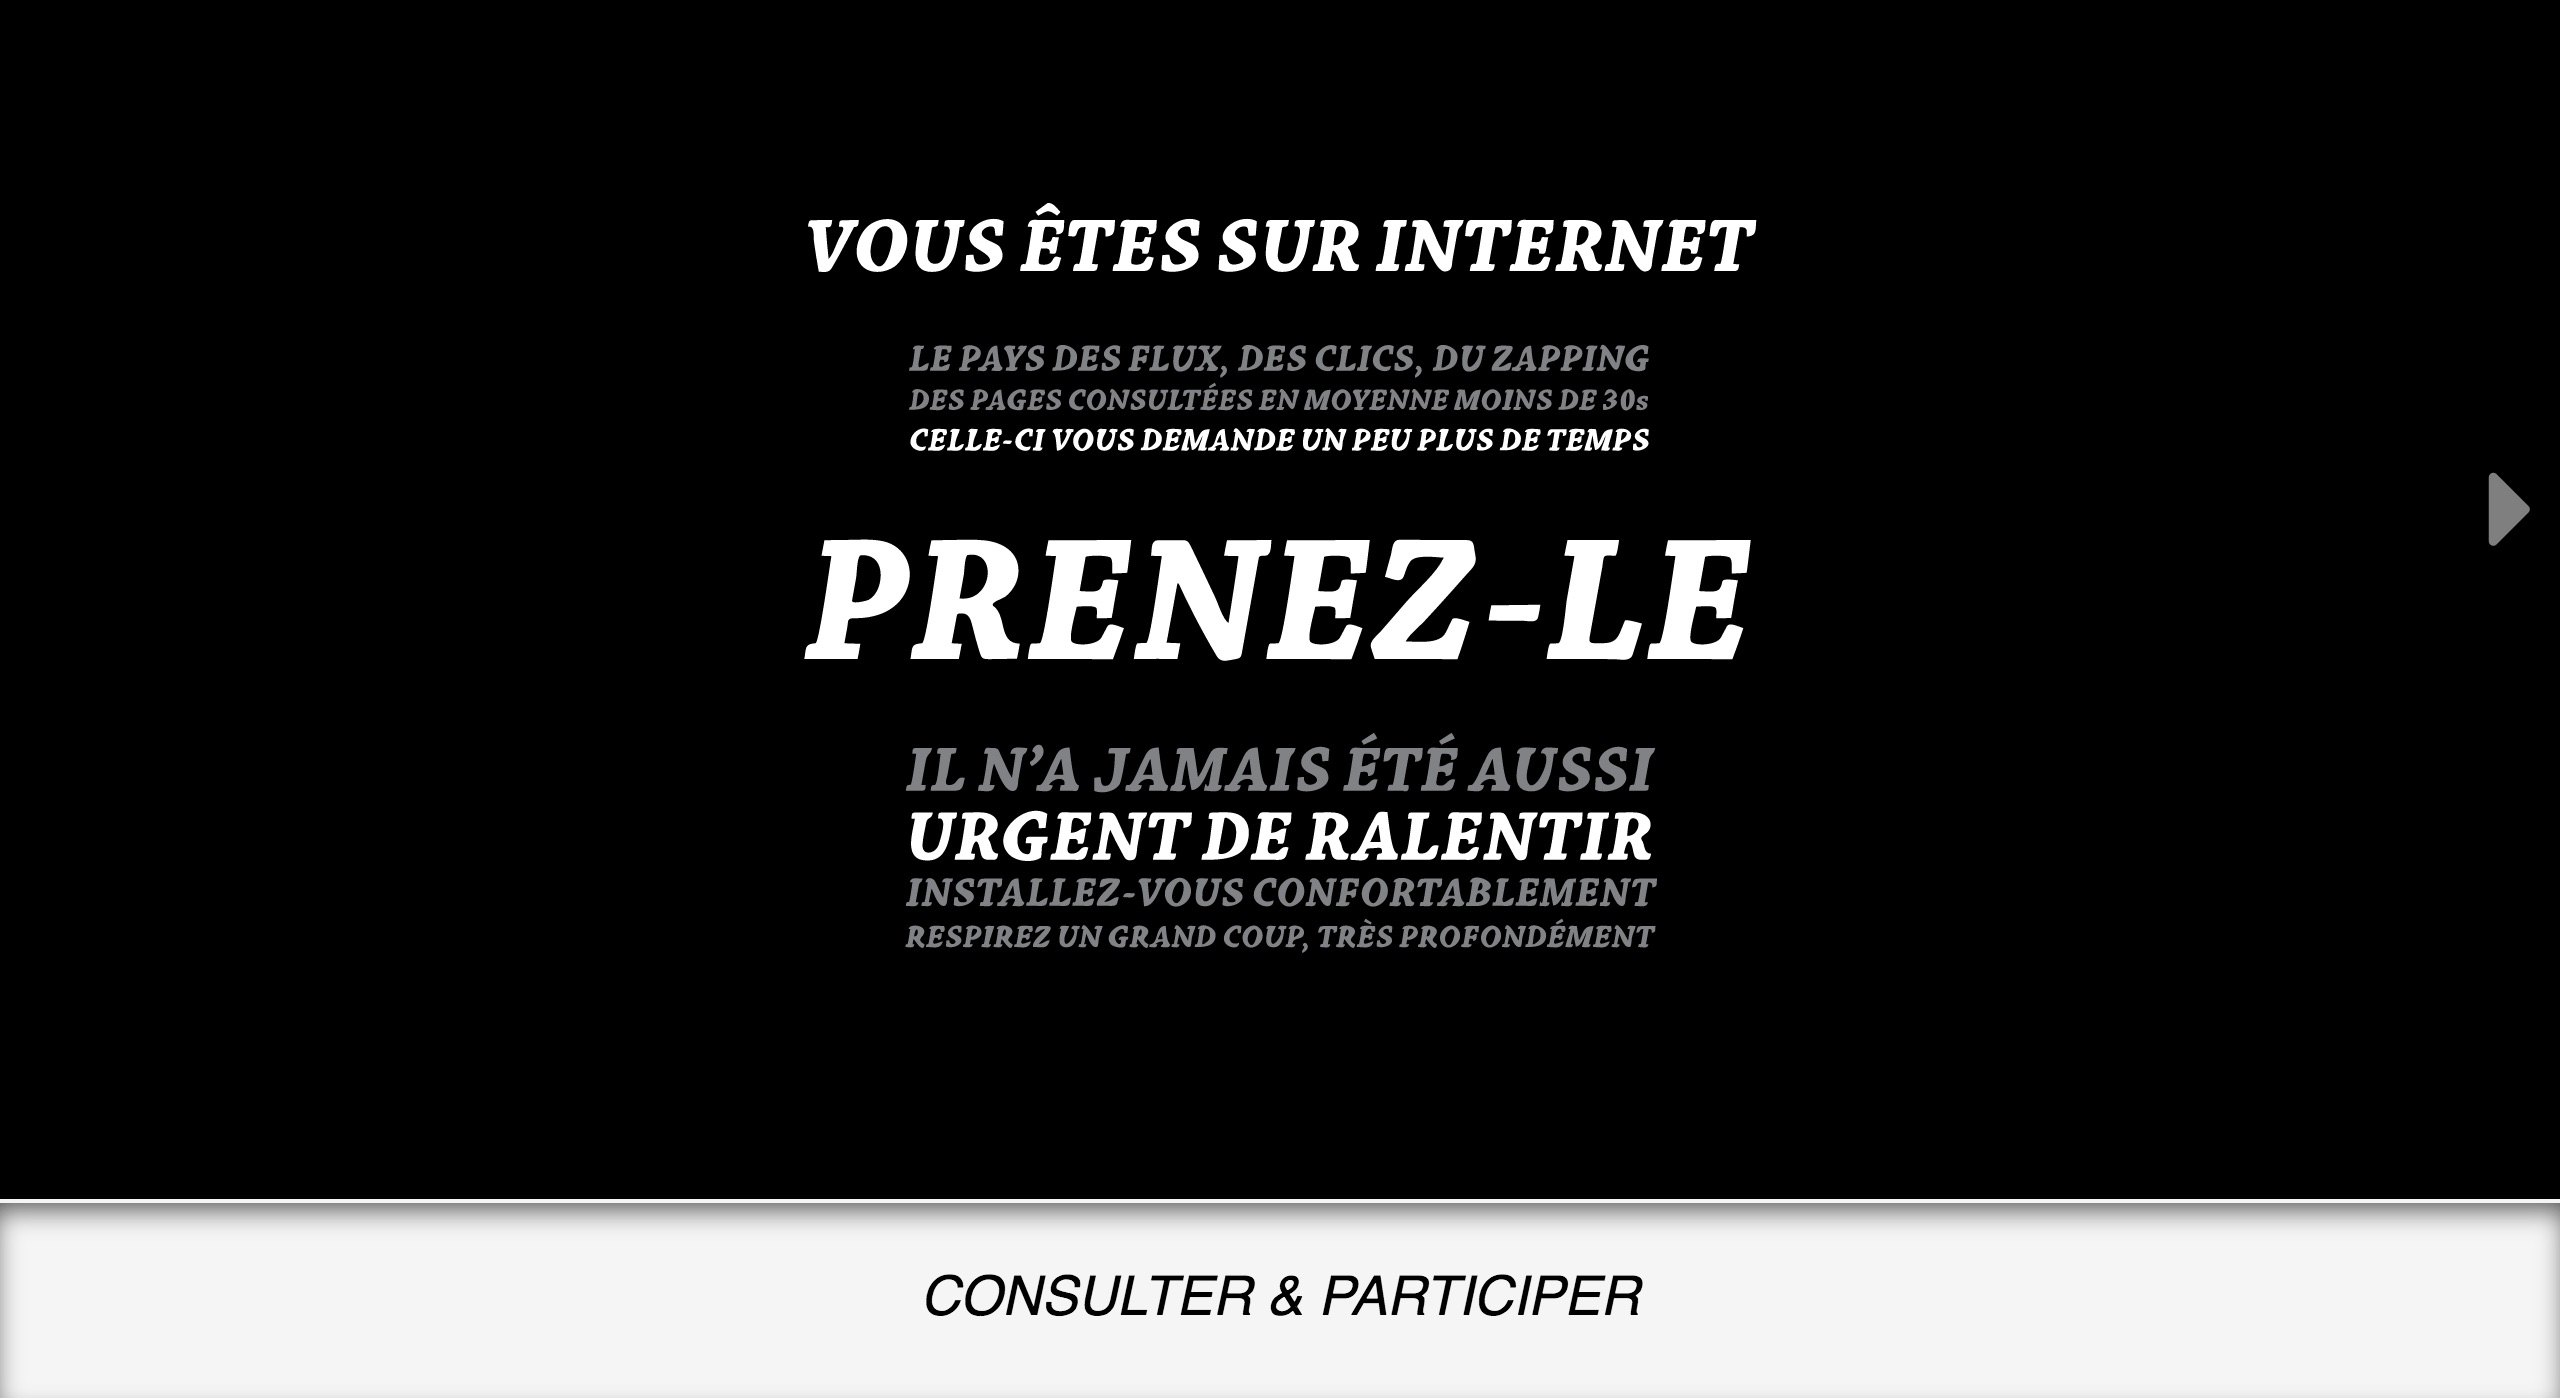 VOUS ÊTES SUR INTERNET
LE PAYS DES FLUX, DES CLICS, DU ZAPPING
DES PAGES CONSULTÉES EN MOYENNE MOINS DE 30s
CELLE-CI VOUS DEMANDE UN PEU PLUS DE TEMPS
PRENEZ-LE
IL N’A JAMAIS ÉTÉ AUSSI
URGENT DE RALENTIR
INSTALLEZ-VOUS CONFORTABLEMENT
RESPIREZ UN GRAND COUP, TRÈS PROFONDÉMENT
CONSULTER & PARTICIPER